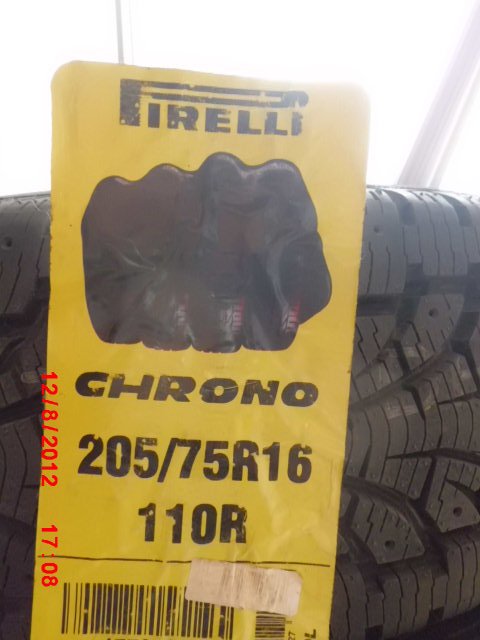 PIRELLI
CHRONO
205/75R16
110R
12/8/2012 17:08